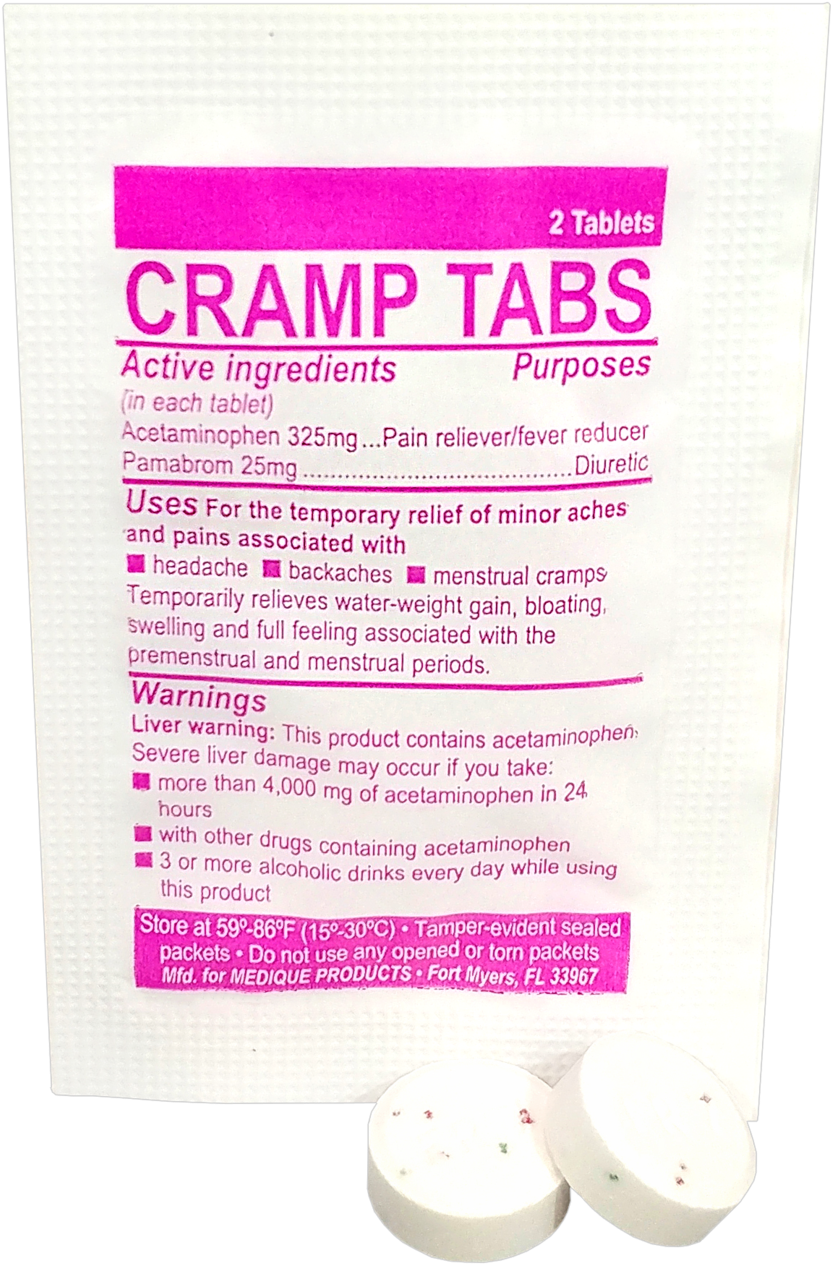 2 Tablets
CRAMP TABS
Active ingredients Purposes
(in each tablet)
Acetaminophen 325mg...Pain reliever/fever reducer
Pamabrom 25mg.....................................Diuretic
Uses For the temporary relief of minor aches
and pains associated with
■ headache ■ backaches ■ menstrual cramps
Temporarily relieves water-weight gain, bloating,
swelling and full feeling associated with the
premenstrual and menstrual periods.
Warnings
Liver warning: This product contains acetaminophen.
Severe liver damage may occur if you take:
■ more than 4,000 mg of acetaminophen in 24
hours
■ with other drugs containing acetaminophen
■ 3 or more alcoholic drinks every day while using
this product
Store at 59º-86ºF (15º-30ºC) • Tamper-evident sealed
packets • Do not use any opened or torn packets
Mfd. for MEDIQUE PRODUCTS • Fort Myers, FL 33967